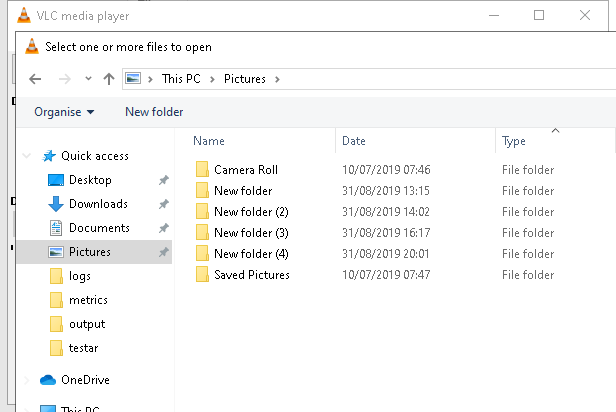 VLC media player
Select one or more files to open
This PC > Pictures >
Organise New folder
Name Date Type
Quick access
Desktop
Downloads
Documents
Pictures
logs
metrics
output
testar
OneDrive
This PC
Camera Roll 10/07/2019 07:46 File folder
New folder 31/08/2019 13:15 File folder
New folder (2) 31/08/2019 14:02 File folder
New folder (3) 31/08/2019 16:17 File folder
New folder (4) 31/08/2019 20:01 File folder
Saved Pictures 10/07/2019 07:47 File folder